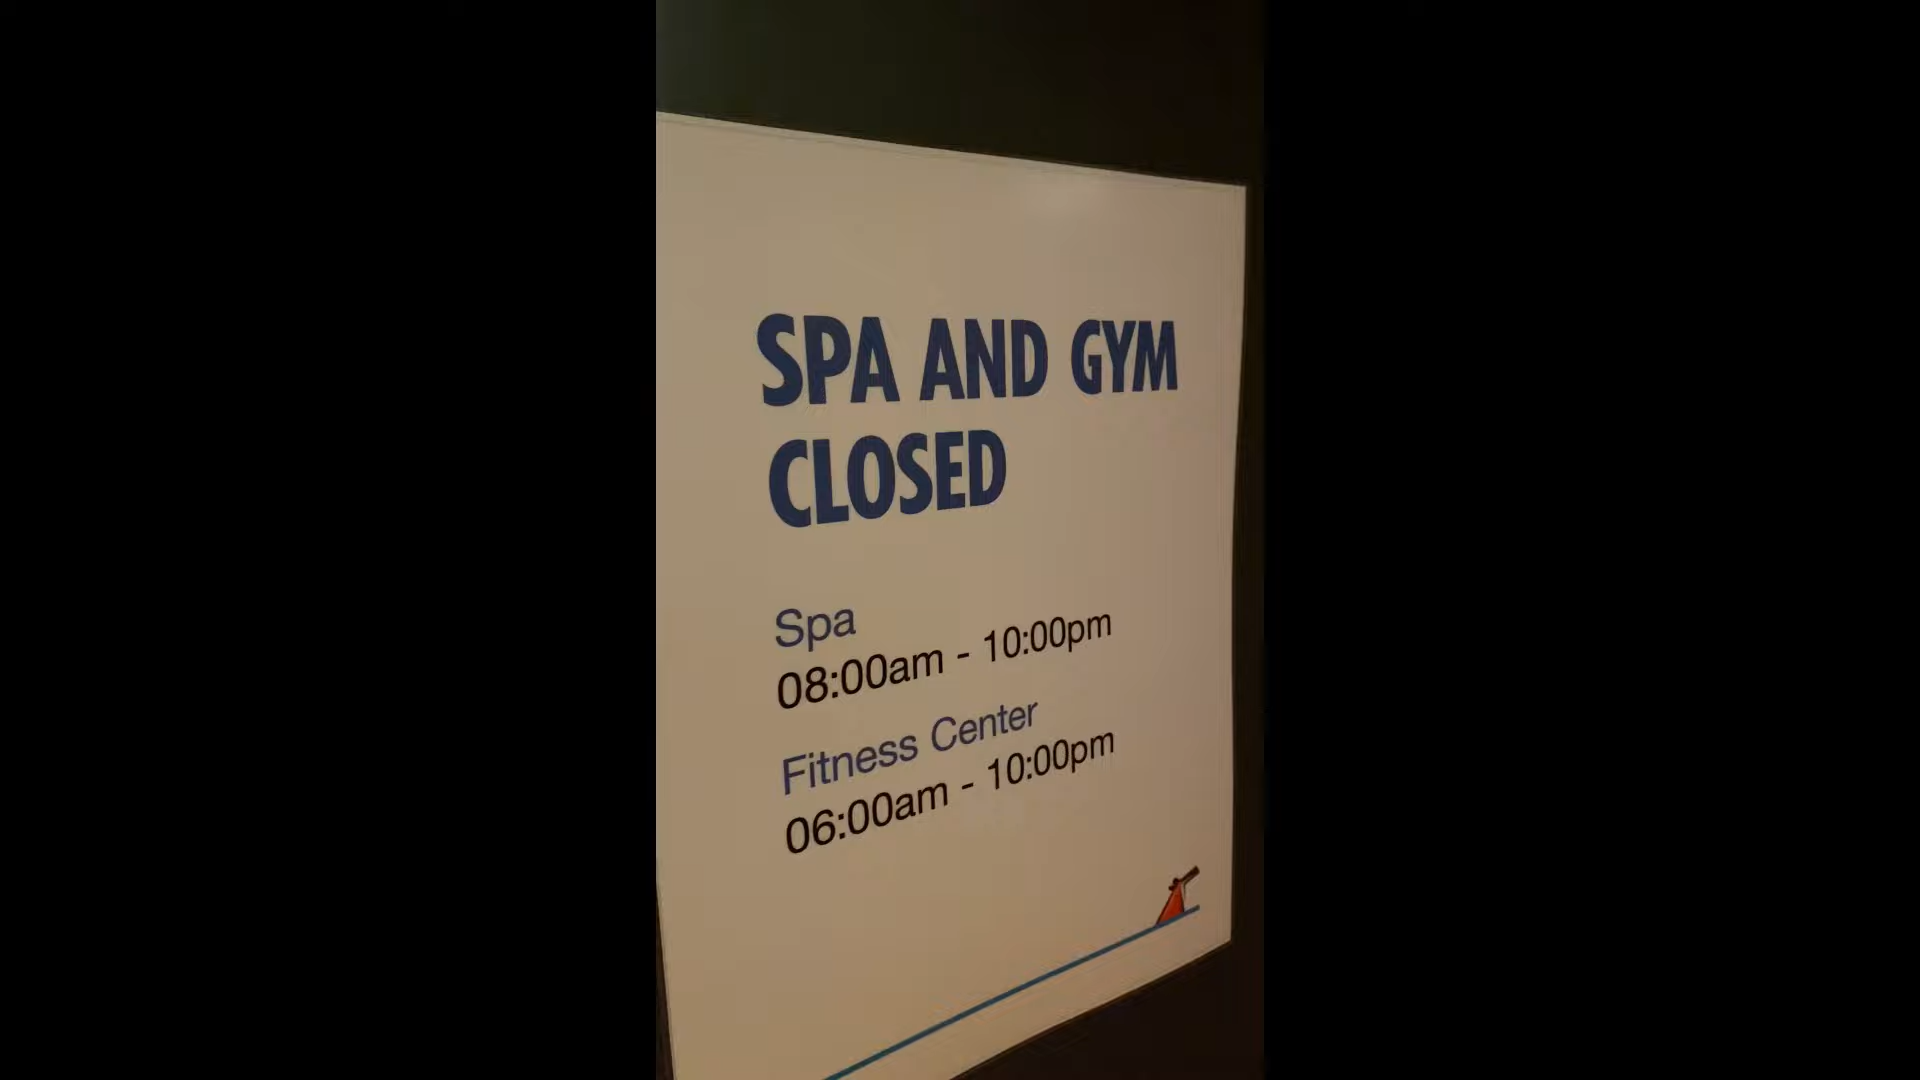 SPA AND GYM
CLOSED
Spa
08:00am - 10:00pm
Fitness Center
06:00am - 10:00pm